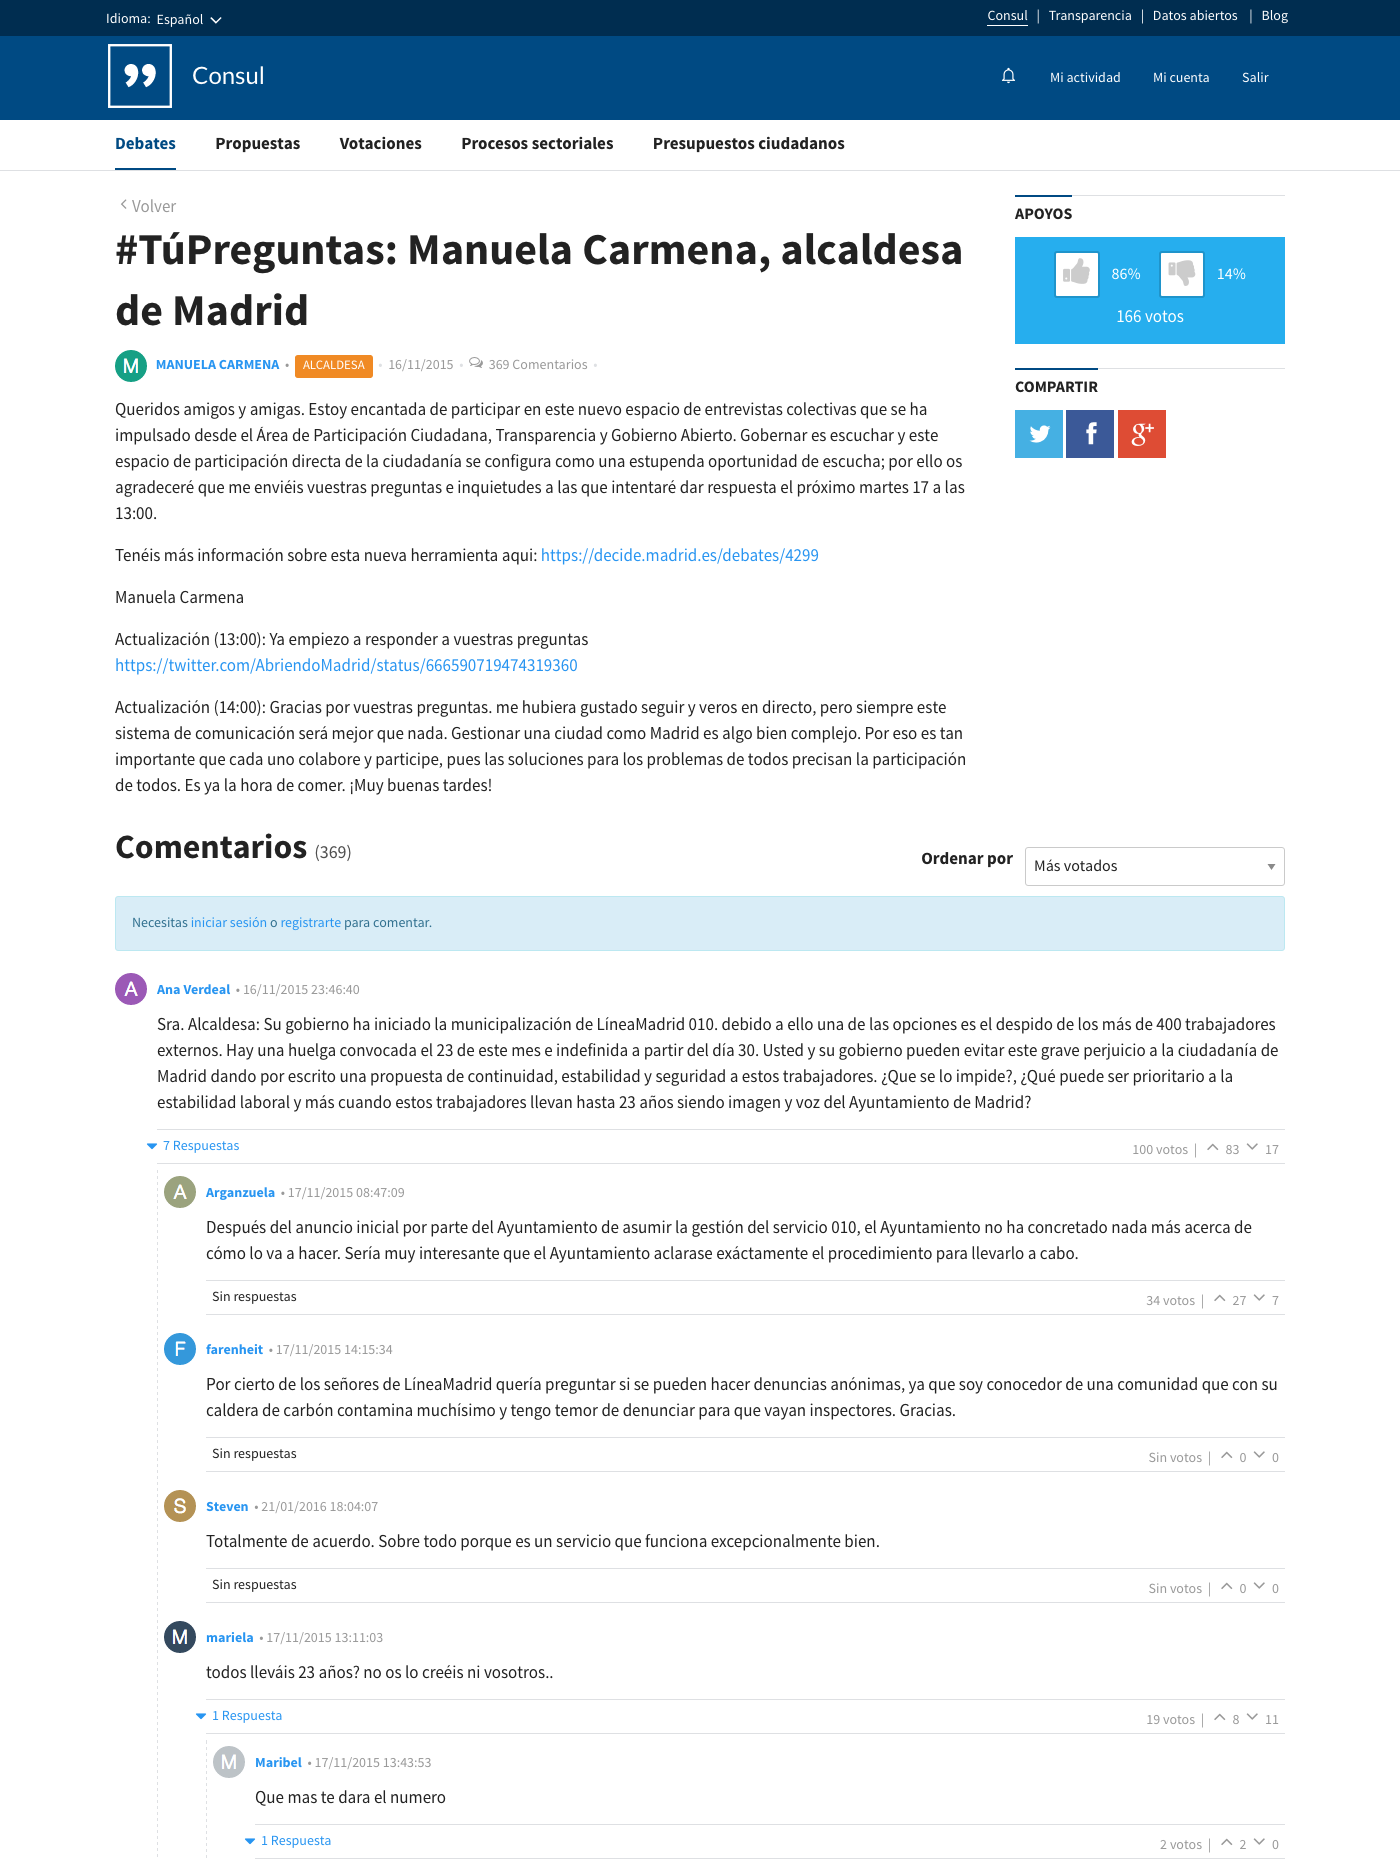 Idioma: Español
Consul | Transparencia | Datos abiertos | Blog
Consul
Mi actividad Mi cuenta Salir
Debates Propuestas Votaciones Procesos sectoriales Presupuestos ciudadanos
Volver
#TúPreguntas: Manuela Carmena, alcaldesa
de Madrid
M MANUELA CARMENA • ALCALDESA • 16/11/2015 • 369 Comentarios •
Queridos amigos y amigas. Estoy encantada de participar en este nuevo espacio de entrevistas colectivas que se ha
impulsado desde el Área de Participación Ciudadana, Transparencia y Gobierno Abierto. Gobernar es escuchar y este
espacio de participación directa de la ciudadanía se configura como una estupenda oportunidad de escucha; por ello os
agradeceré que me enviéis vuestras preguntas e inquietudes a las que intentaré dar respuesta el próximo martes 17 a las
13:00.
Tenéis más información sobre esta nueva herramienta aqui: https://decide.madrid.es/debates/4299
Manuela Carmena
Actualización (13:00): Ya empiezo a responder a vuestras preguntas
https://twitter.com/AbriendoMadrid/status/666590719474319360
Actualización (14:00): Gracias por vuestras preguntas. me hubiera gustado seguir y veros en directo, pero siempre este
sistema de comunicación será mejor que nada. Gestionar una ciudad como Madrid es algo bien complejo. Por eso es tan
importante que cada uno colabore y participe, pues las soluciones para los problemas de todos precisan la participación
de todos. Es ya la hora de comer. ¡Muy buenas tardes!
APOYOS
86% 14%
166 votos
COMPARTIR
Comentarios (369)
Ordenar por Más votados
Necesitas iniciar sesión o registrarte para comentar.
A Ana Verdeal • 16/11/2015 23:46:40
Sra. Alcaldesa: Su gobierno ha iniciado la municipalización de LíneaMadrid 010. debido a ello una de las opciones es el despido de los más de 400 trabajadores
externos. Hay una huelga convocada el 23 de este mes e indefinida a partir del día 30. Usted y su gobierno pueden evitar este grave perjuicio a la ciudadanía de
Madrid dando por escrito una propuesta de continuidad, estabilidad y seguridad a estos trabajadores. ¿Que se lo impide?, ¿Qué puede ser prioritario a la
estabilidad laboral y más cuando estos trabajadores llevan hasta 23 años siendo imagen y voz del Ayuntamiento de Madrid?
7 Respuestas 100 votos | 83 17
A Arganzuela • 17/11/2015 08:47:09
Después del anuncio inicial por parte del Ayuntamiento de asumir la gestión del servicio 010, el Ayuntamiento no ha concretado nada más acerca de
cómo lo va a hacer. Sería muy interesante que el Ayuntamiento aclarase exáctamente el procedimiento para llevarlo a cabo.
Sin respuestas 34 votos | 27 7
F farenheit • 17/11/2015 14:15:34
Por cierto de los señores de LíneaMadrid quería preguntar si se pueden hacer denuncias anónimas, ya que soy conocedor de una comunidad que con su
caldera de carbón contamina muchísimo y tengo temor de denunciar para que vayan inspectores. Gracias.
Sin respuestas Sin votos | 0 0
S Steven • 21/01/2016 18:04:07
Totalmente de acuerdo. Sobre todo porque es un servicio que funciona excepcionalmente bien.
Sin respuestas Sin votos | 0 0
M mariela • 17/11/2015 13:11:03
todos lleváis 23 años? no os lo creéis ni vosotros..
1 Respuesta 19 votos | 8 11
M Maribel • 17/11/2015 13:43:53
Que mas te dara el numero
1 Respuesta 2 votos | 2 0